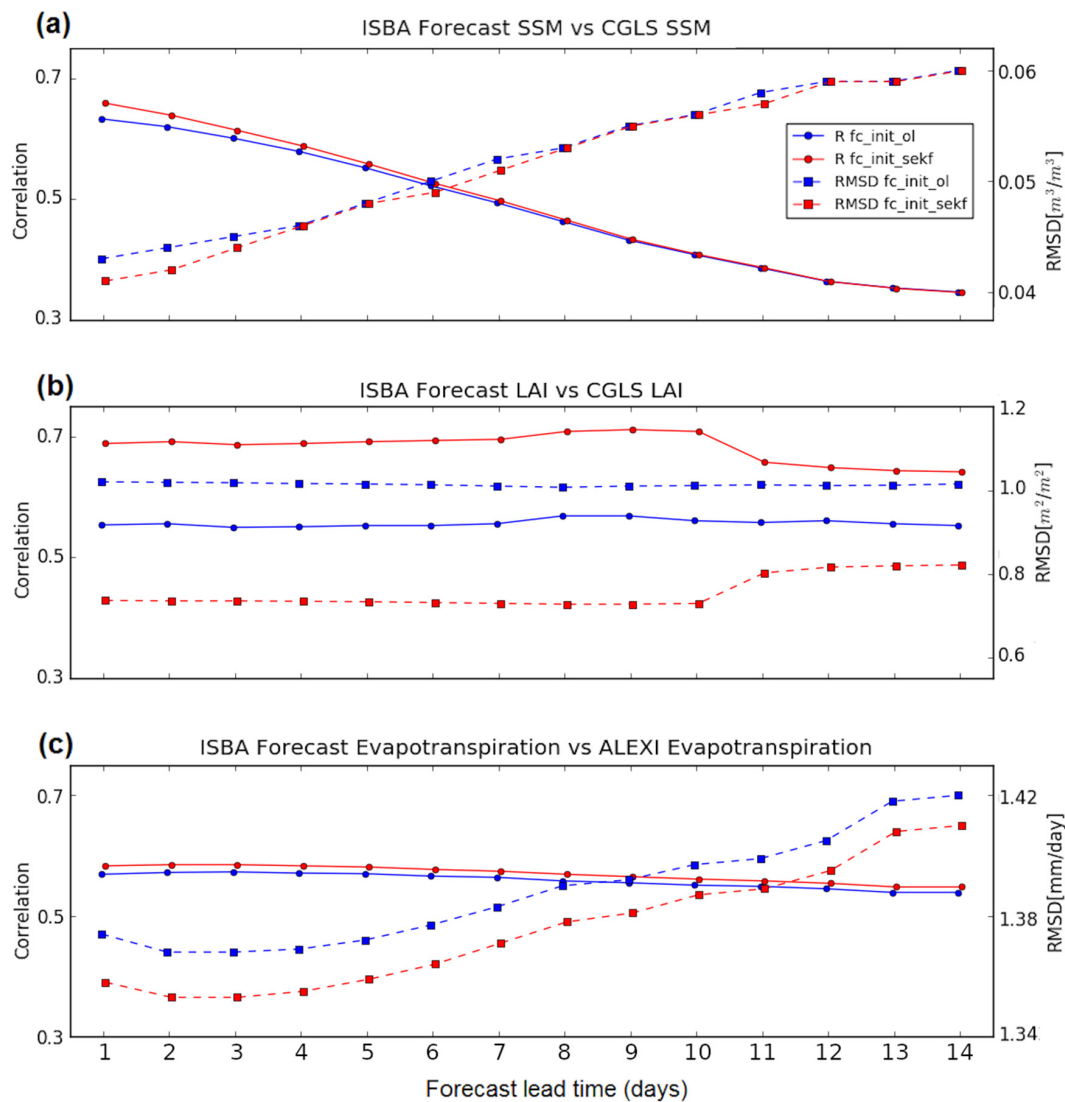 (a)
ISBA Forecast SSM vs CGLS SSM
0.7
0.5
0.3
Correlation
0.06
0.05
0.04
RMSD[m³/m³]
R fc_init_ol
R fc_init_sekf
RMSD fc_init_ol
RMSD fc_init_sekf
(b)
ISBA Forecast LAI vs CGLS LAI
0.7
0.5
0.3
Correlation
1.2
1.0
0.8
0.6
RMSD[m²/m²]
(c)
ISBA Forecast Evapotranspiration vs ALEXI Evapotranspiration
0.7
0.5
0.3
Correlation
1.42
1.38
1.34
RMSD[mm/day]
1 2 3 4 5 6 7 8 9 10 11 12 13 14
Forecast lead time (days)